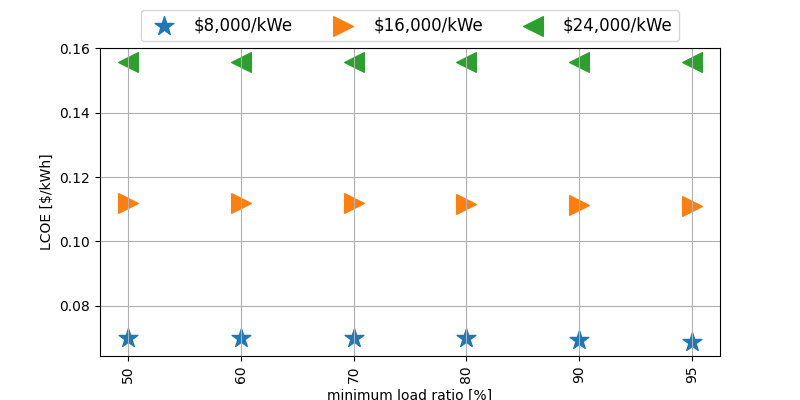 $8,000/kWe $16,000/kWe $24,000/kWe
0.16
0.14
0.12
0.10
0.08
LCOE [$/kWh]
50 60 70 80 90 95
minimum load ratio [%]